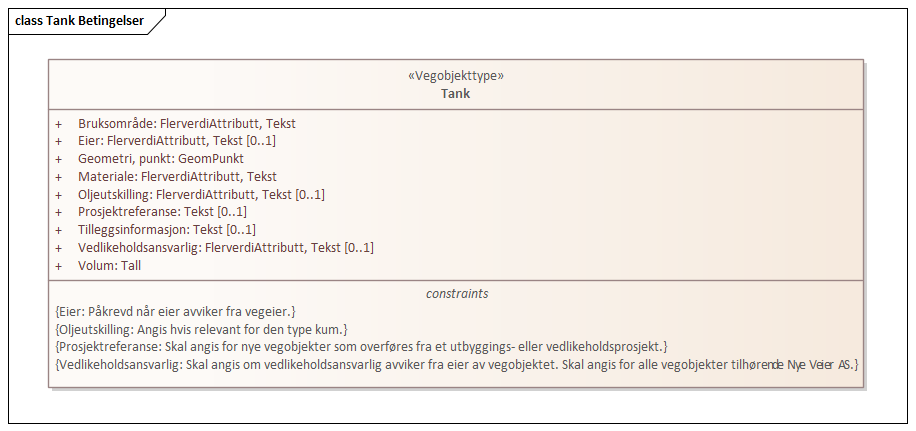 class Tank Betingelser
«Vegobjekttype»
Tank
+ Bruksområde: FlerverdiAttributt, Tekst
+ Eier: FlerverdiAttributt, Tekst [0..1]
+ Geometri, punkt: GeomPunkt
+ Materiale: FlerverdiAttributt, Tekst
+ Oljeutskilling: FlerverdiAttributt, Tekst [0..1]
+ Prosjektreferanse: Tekst [0..1]
+ Tilleggsinformasjon: Tekst [0..1]
+ Vedlikeholdsansvarlig: FlerverdiAttributt, Tekst [0..1]
+ Volum: Tall
constraints
{Eier: Påkrevd når eier avviker fra vegeier.}
{Oljeutskilling: Angis hvis relevant for den type kum.}
{Prosjektreferanse: Skal angis for nye vegobjekter som overføres fra et utbyggings- eller vedlikeholdsprosjekt.}
{Vedlikeholdsansvarlig: Skal angis om vedlikeholdsansvarlig avviker fra eier av vegobjektet. Skal angis for alle vegobjekter tilhørende Nye Veier AS.}